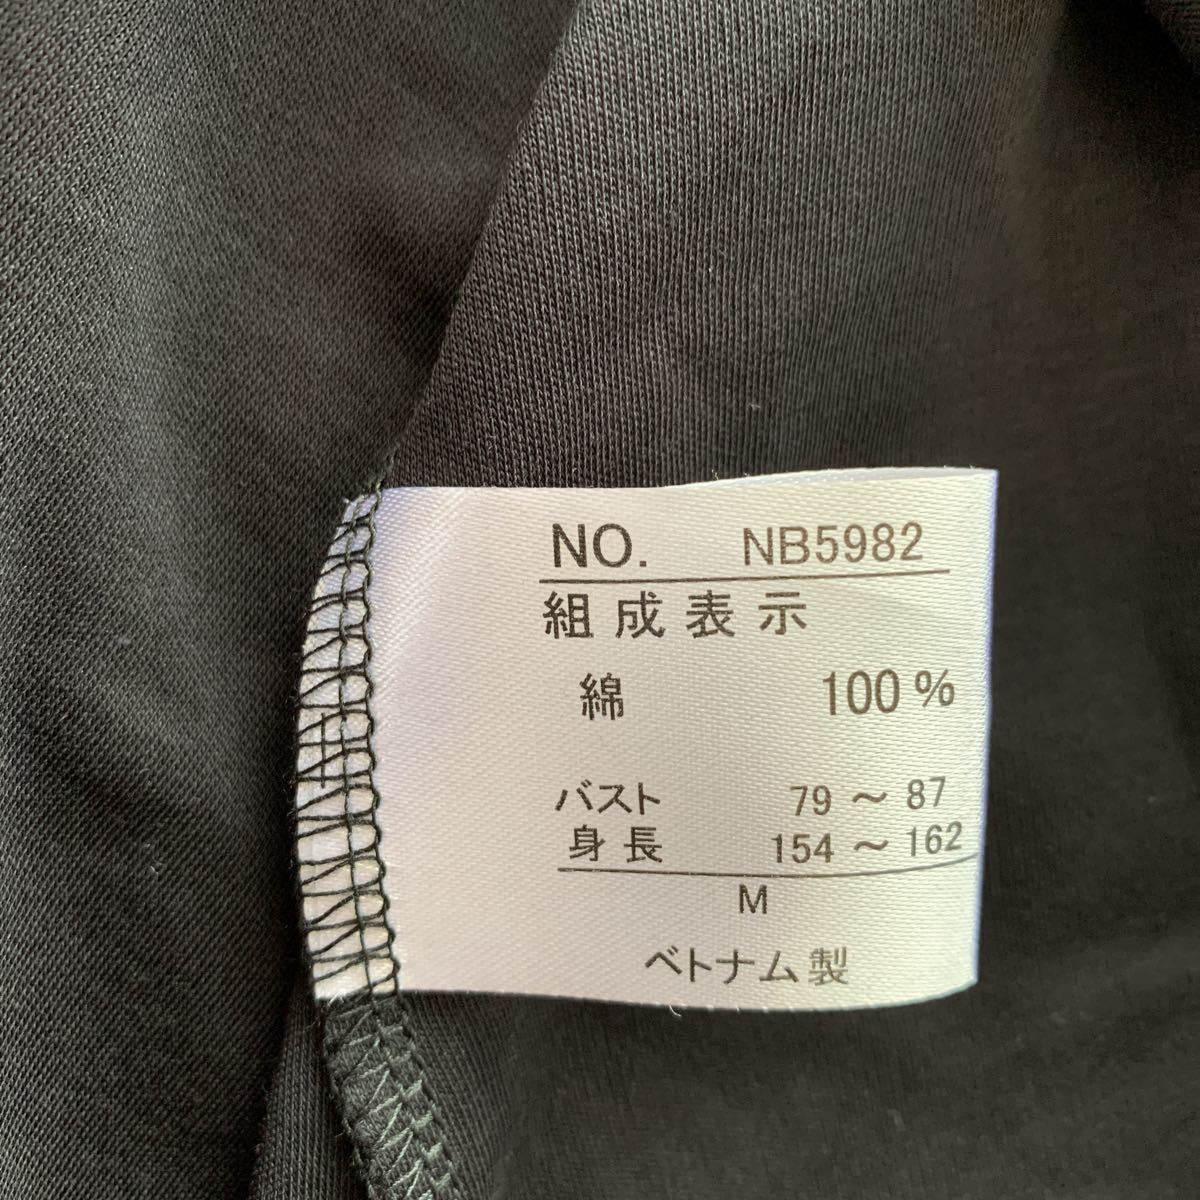 NO. NB5982
組成表示
綿 100%
バスト 79～87
身長 154～162
M
ベトナム製